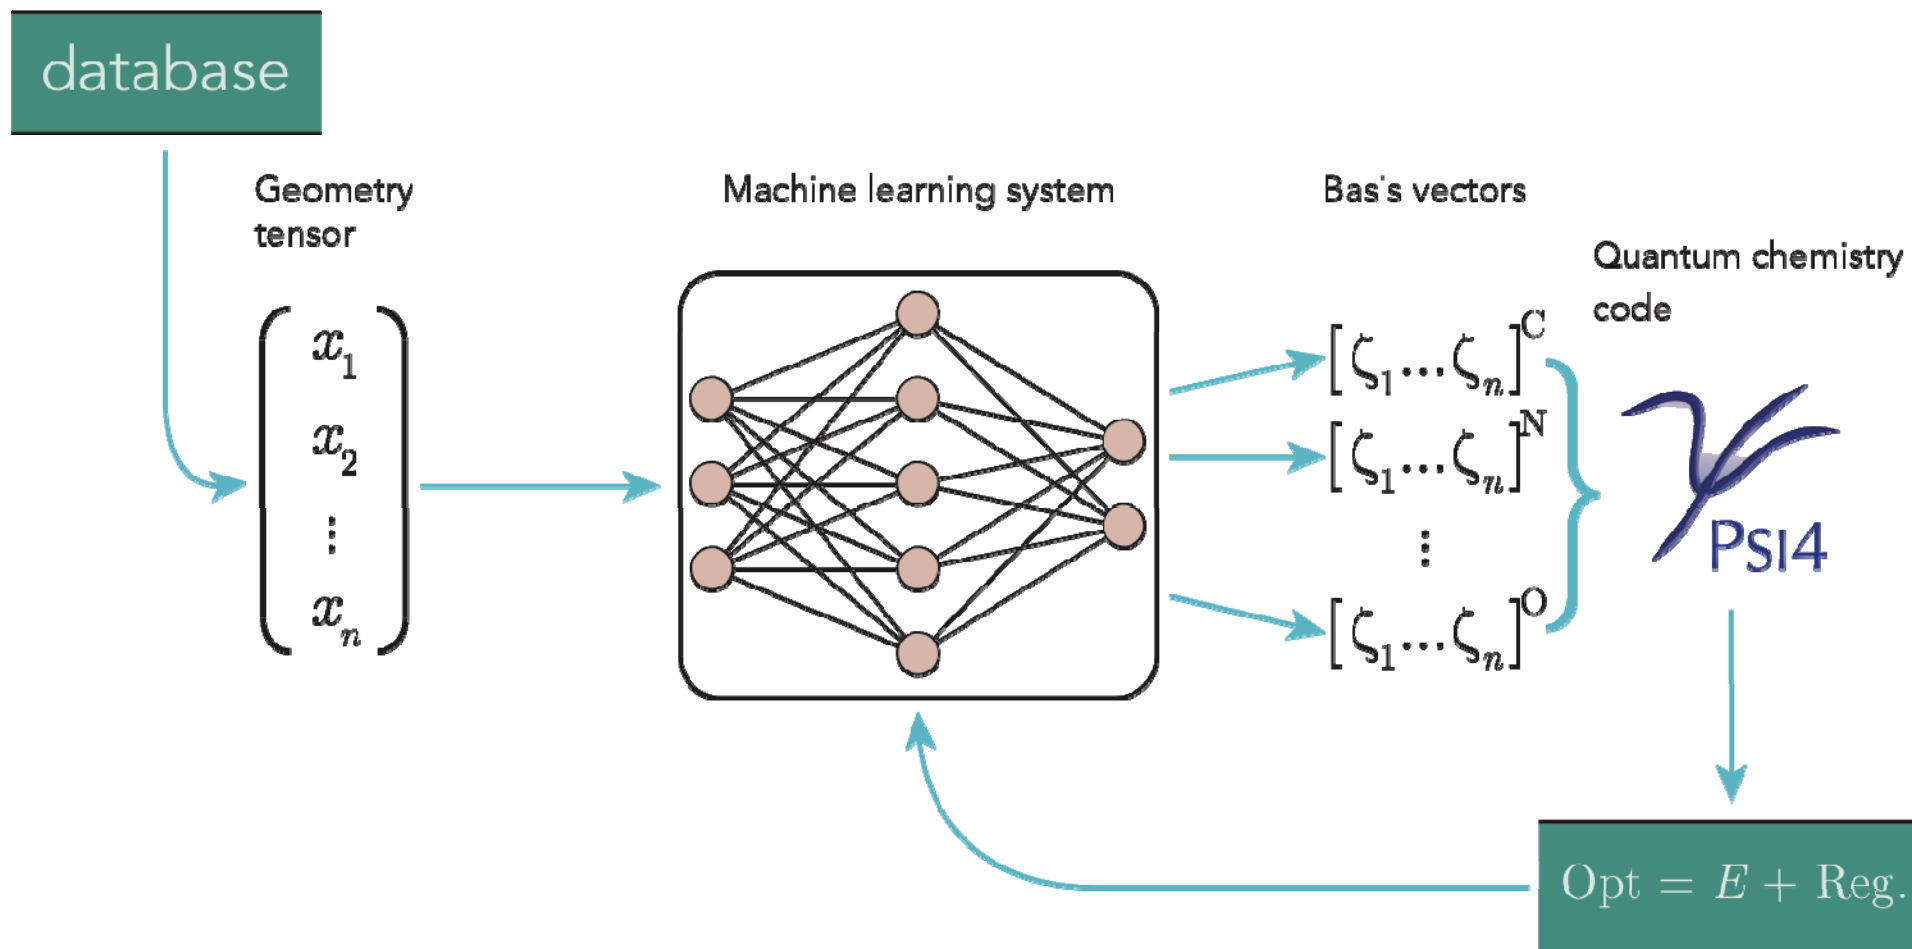 database
Geometry
tensor
Machine learning system
Bas's vectors
Quantum chemistry
code
x₁
x₂
⋮
xₙ
[ζ₁...ζₙ]ᶜ
[ζ₁...ζₙ]ᴺ
⋮
[ζ₁...ζₙ]ᴼ
PSI4
Opt = E + Reg.